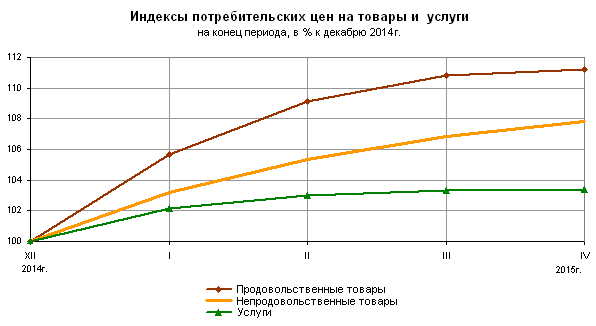 Индексы потребительских цен на товары и услуги
на конец периода, в % к декабрю 2014г.
112
110
108
106
104
102
100
XII I II III IV
2014г. 2015г.
Продовольственные товары
Непродовольственные товары
Услуги